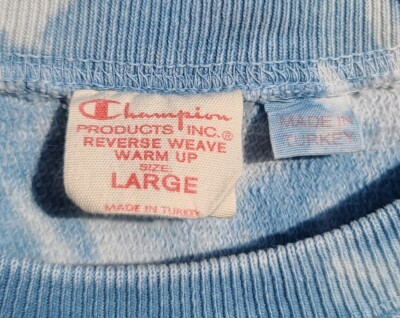 Champion
PRODUCTS INC.®
REVERSE WEAVE
WARM UP
SIZE
LARGE
MADE IN TURKEY
MADE IN
TURKEY